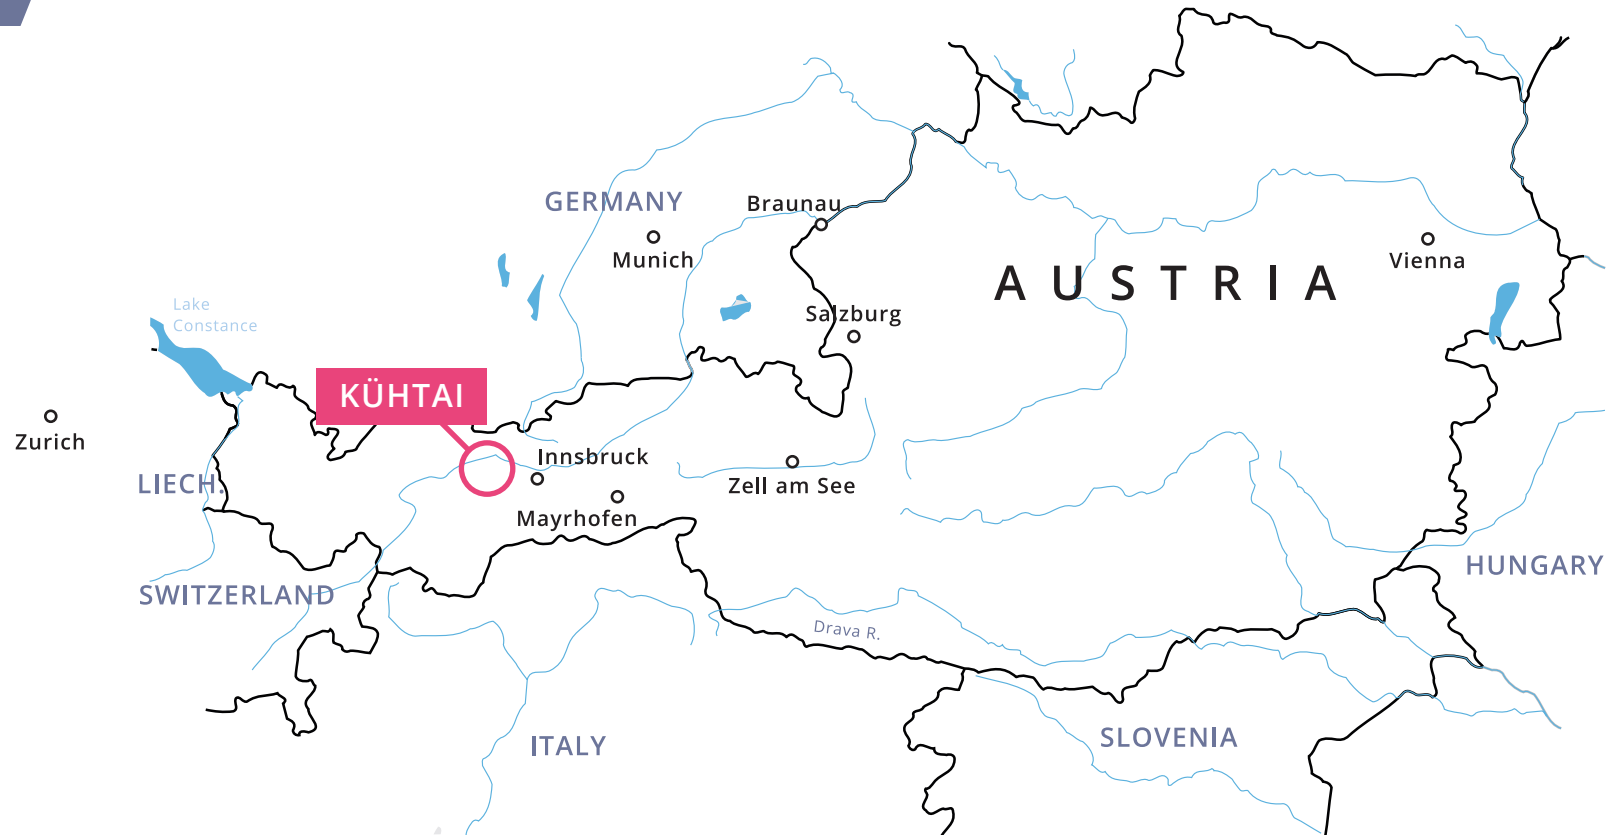 GERMANY
Braunau
Munich
Vienna
AUSTRIA
Lake
Constance
Salzburg
KÜHTAI
Zurich
Innsbruck
LIECH.
Zell am See
Mayrhofen
HUNGARY
SWITZERLAND
Drava R.
SLOVENIA
ITALY